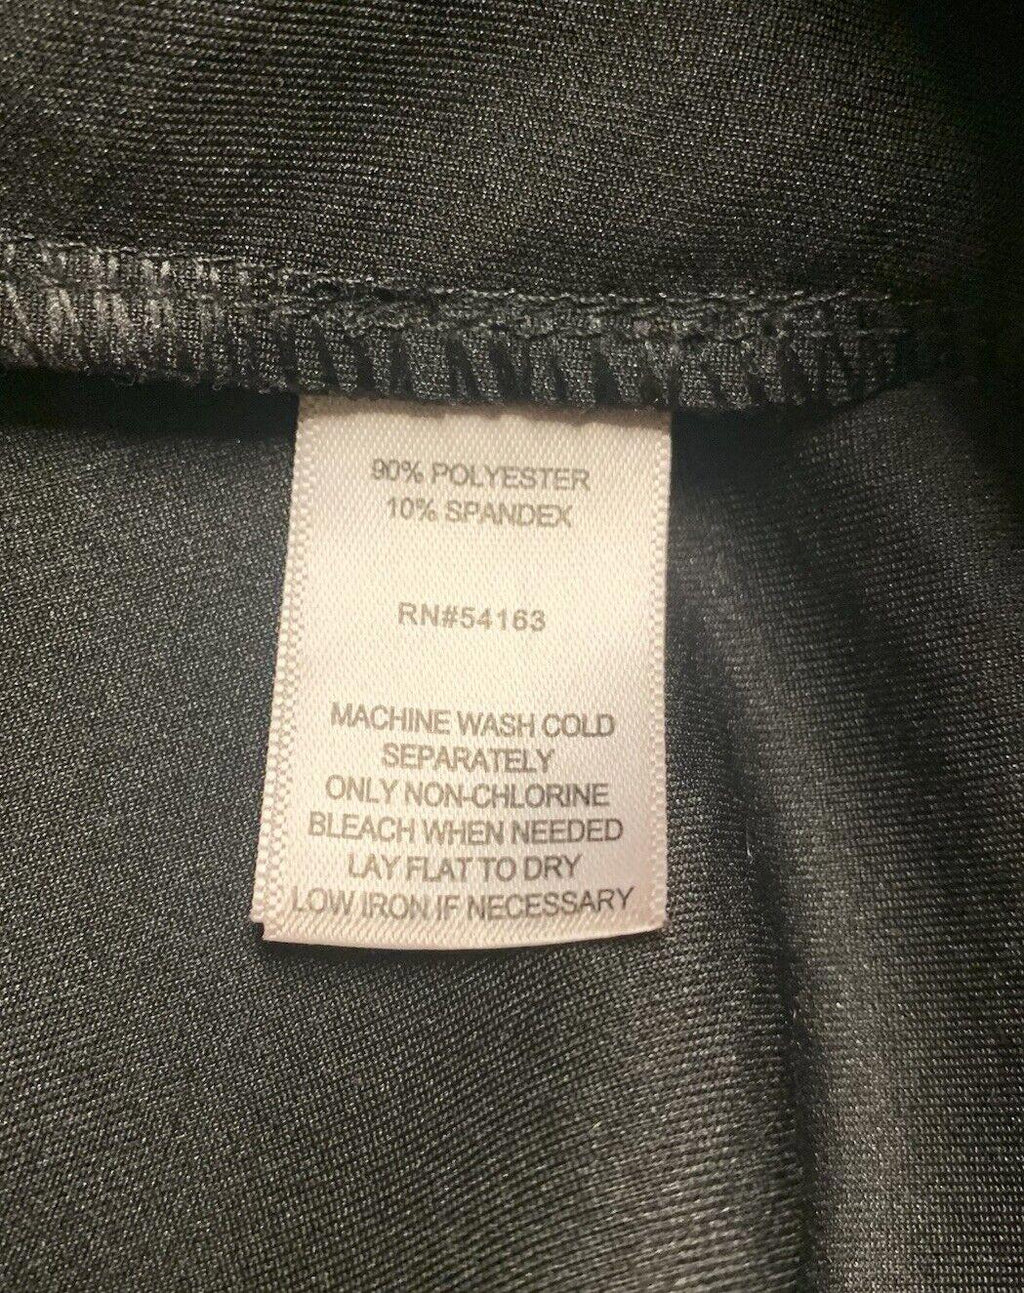 90% POLYESTER
10% SPANDEX
RN#54163
MACHINE WASH COLD
SEPARATELY
ONLY NON-CHLORINE
BLEACH WHEN NEEDED
LAY FLAT TO DRY
LOW IRON IF NECESSARY